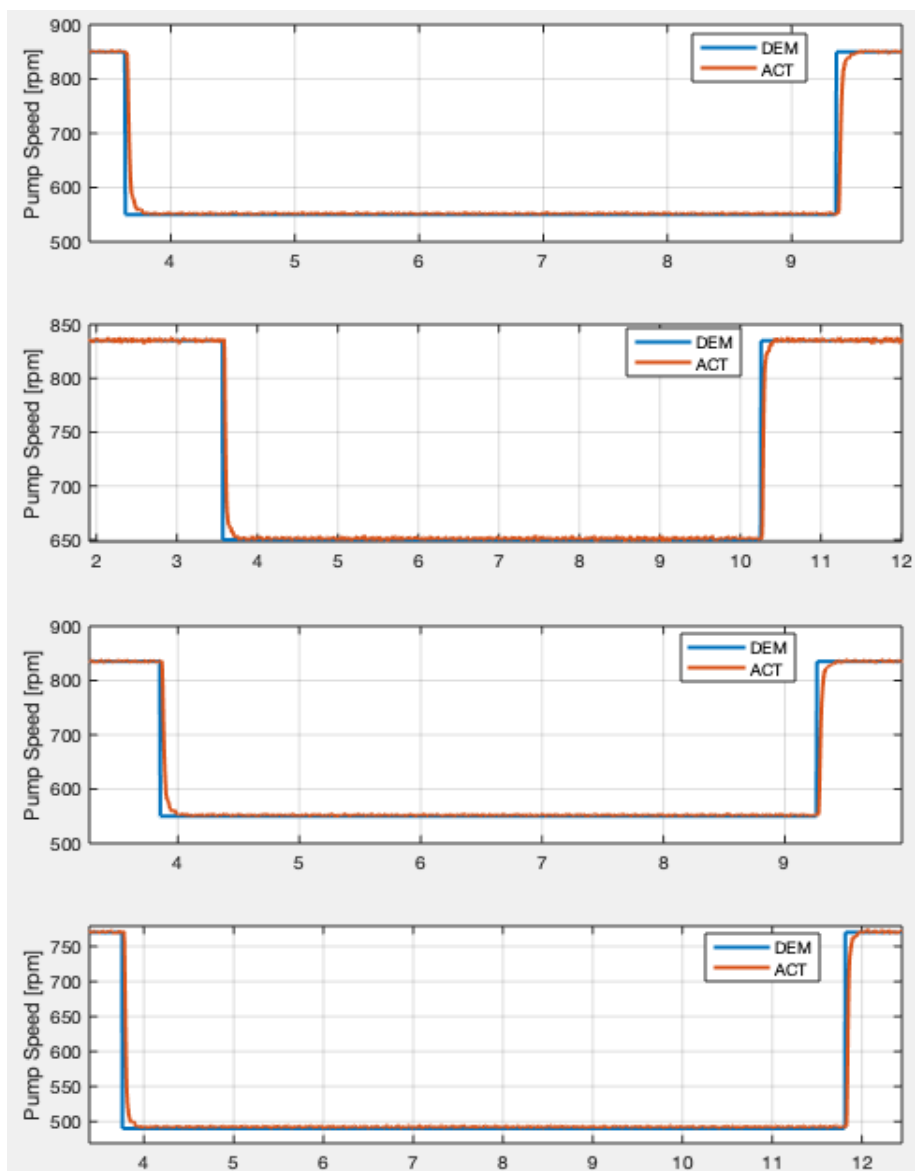 Pump Speed [rpm]
900
800
700
600
500
DEM
ACT
4 5 6 7 8 9
Pump Speed [rpm]
850
800
750
700
650
DEM
ACT
2 3 4 5 6 7 8 9 10 11 12
Pump Speed [rpm]
900
800
700
600
500
DEM
ACT
4 5 6 7 8 9
Pump Speed [rpm]
750
700
650
600
550
500
DEM
ACT
4 5 6 7 8 9 10 11 12